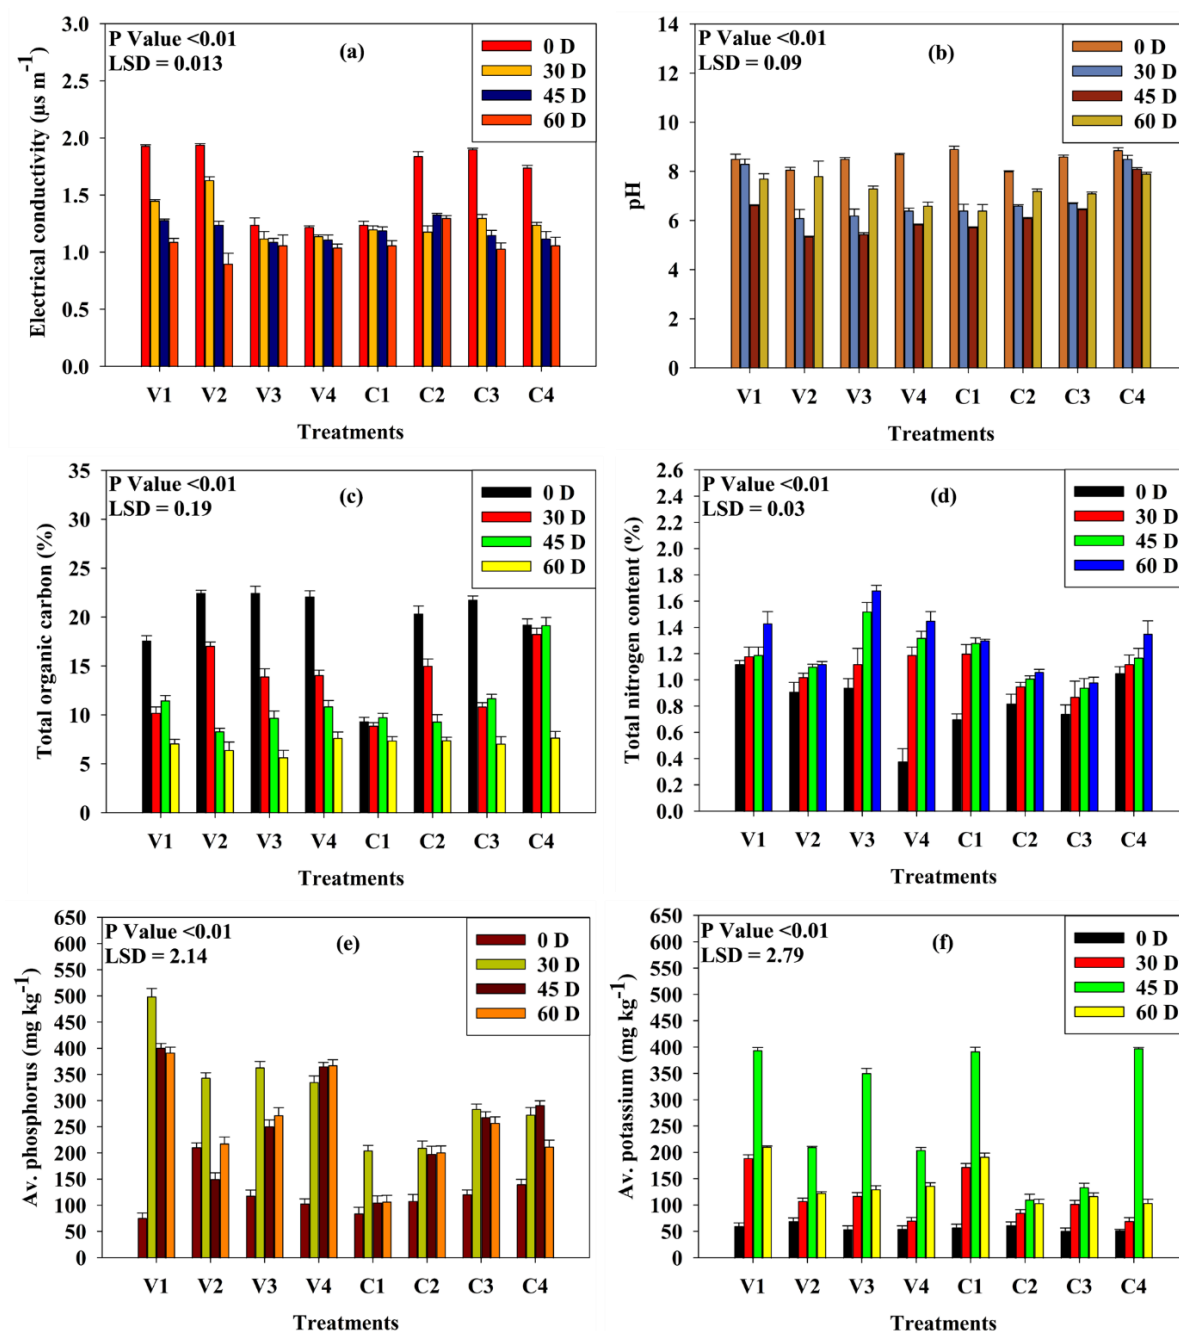 P Value <0.01
LSD = 0.013
(a)
0 D
30 D
45 D
60 D
Electrical conductivity (µs m⁻¹)
3.0
2.5
2.0
1.5
1.0
0.5
0.0
V1 V2 V3 V4 C1 C2 C3 C4
Treatments
P Value <0.01
LSD = 0.09
(b)
0 D
30 D
45 D
60 D
pH
14
12
10
8
6
4
2
0
V1 V2 V3 V4 C1 C2 C3 C4
Treatments
P Value <0.01
LSD = 0.19
(c)
0 D
30 D
45 D
60 D
Total organic carbon (%)
35
30
25
20
15
10
5
0
V1 V2 V3 V4 C1 C2 C3 C4
Treatments
P Value <0.01
LSD = 0.03
(d)
0 D
30 D
45 D
60 D
Total nitrogen content (%)
2.6
2.4
2.2
2.0
1.8
1.6
1.4
1.2
1.0
0.8
0.6
0.4
0.2
0.0
V1 V2 V3 V4 C1 C2 C3 C4
Treatments
P Value <0.01
LSD = 2.14
(e)
0 D
30 D
45 D
60 D
Av. phosphorus (mg kg⁻¹)
650
600
550
500
450
400
350
300
250
200
150
100
50
0
V1 V2 V3 V4 C1 C2 C3 C4
Treatments
P Value <0.01
LSD = 2.79
(f)
0 D
30 D
45 D
60 D
Av. potassium (mg kg⁻¹)
650
600
550
500
450
400
350
300
250
200
150
100
50
0
V1 V2 V3 V4 C1 C2 C3 C4
Treatments